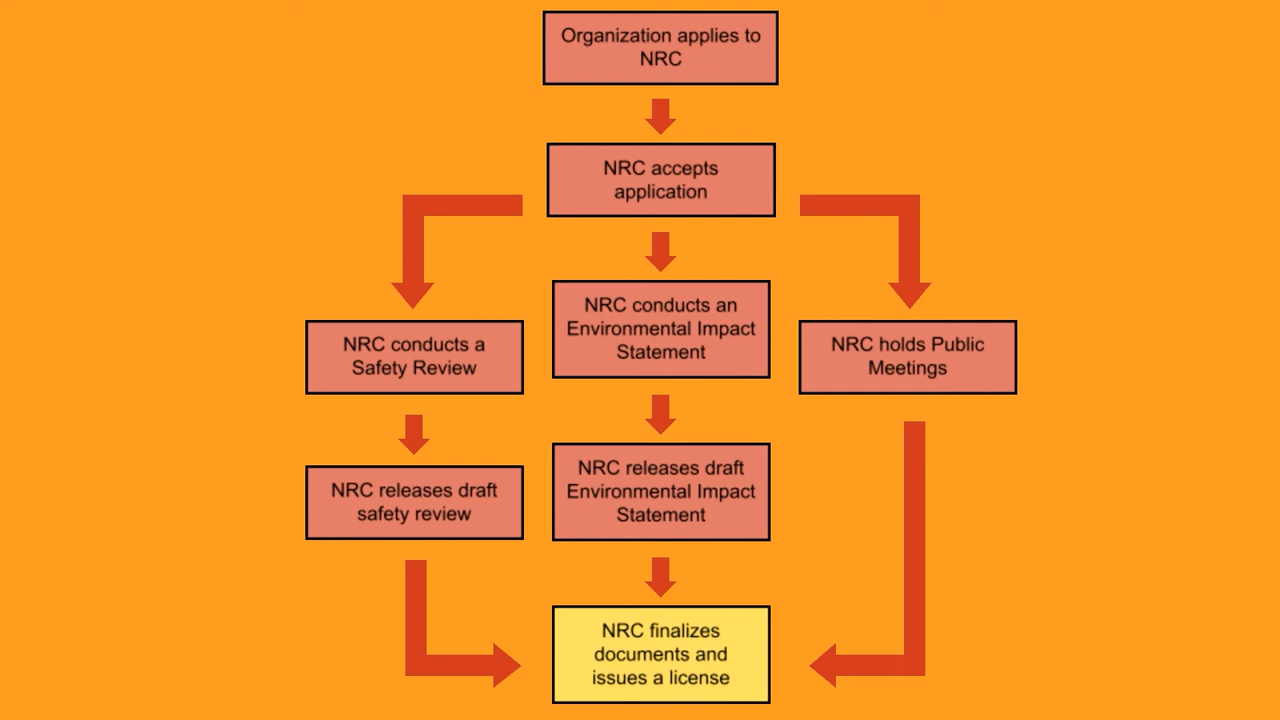 Organization applies to
NRC
NRC accepts
application
NRC conducts a
Safety Review
NRC conducts an
Environmental Impact
Statement
NRC holds Public
Meetings
NRC releases draft
safety review
NRC releases draft
Environmental Impact
Statement
NRC finalizes
documents and
issues a license